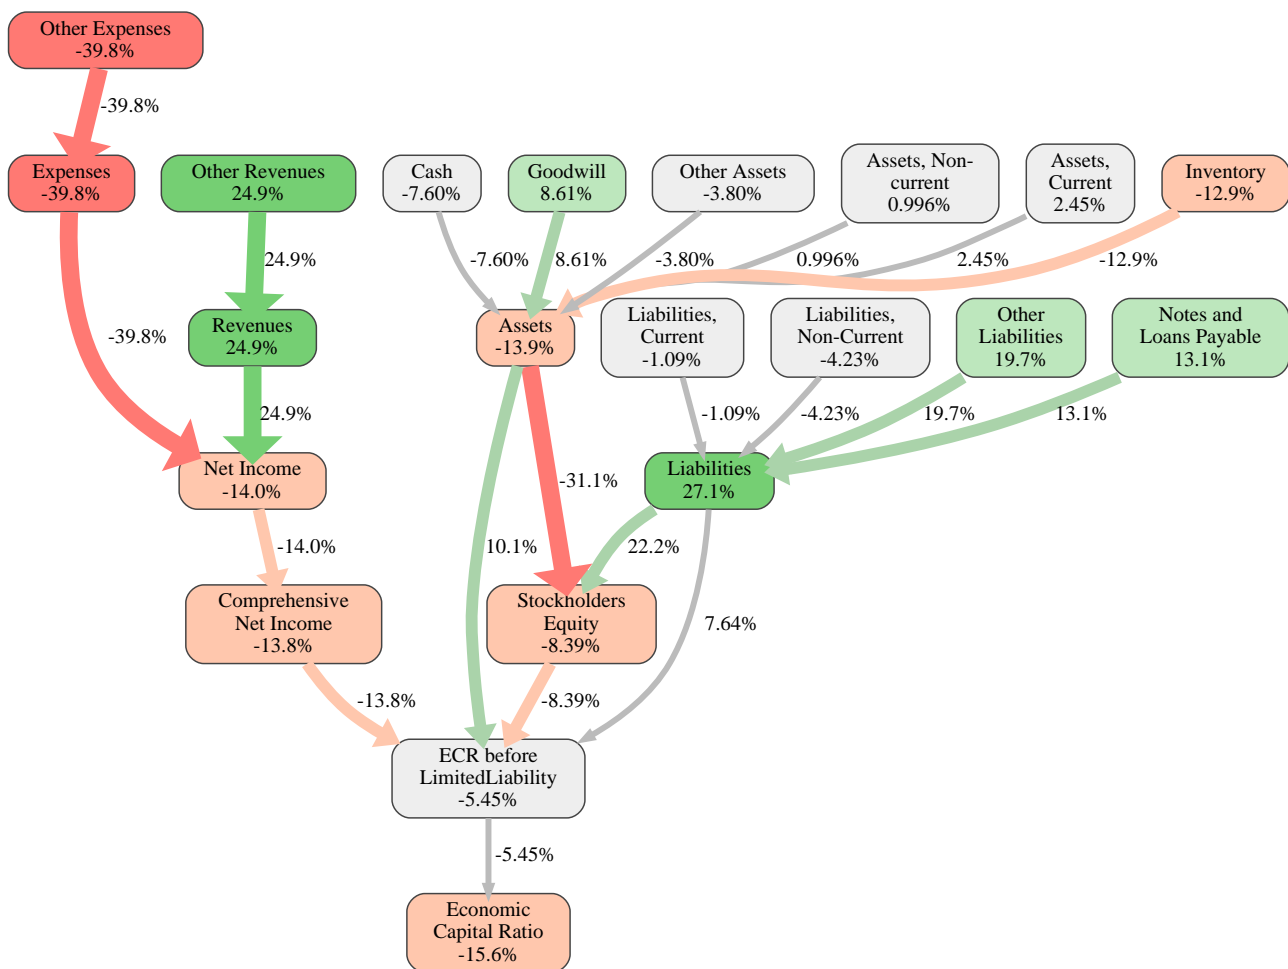 Other Expenses
-39.8%
-39.8%
Expenses
-39.8%
Other Revenues
24.9%
Cash
-7.60%
Goodwill
8.61%
Other Assets
-3.80%
Assets, Non-
current
0.996%
Assets,
Current
2.45%
Inventory
-12.9%
24.9%
-7.60%
8.61%
-3.80%
0.996%
2.45%
-12.9%
-39.8%
Revenues
24.9%
Assets
-13.9%
Liabilities,
Current
-1.09%
Liabilities,
Non-Current
-4.23%
Other
Liabilities
19.7%
Notes and
Loans Payable
13.1%
24.9%
-1.09%
-4.23%
19.7%
13.1%
Net Income
-14.0%
-31.1%
Liabilities
27.1%
-14.0%
10.1%
22.2%
Comprehensive
Net Income
-13.8%
Stockholders
Equity
-8.39%
7.64%
-13.8%
-8.39%
ECR before
LimitedLiability
-5.45%
-5.45%
Economic
Capital Ratio
-15.6%